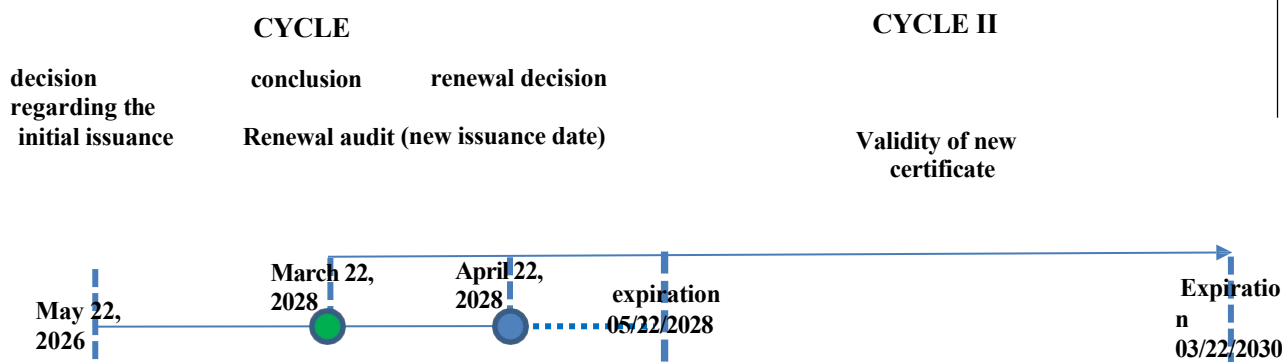 CYCLE
CYCLE II
decision
regarding the
initial issuance
conclusion
renewal decision
Renewal audit (new issuance date)
Validity of new
certificate
May 22,
2026
March 22,
2028
April 22,
2028
expiration
05/22/2028
Expiratio
n
03/22/2030